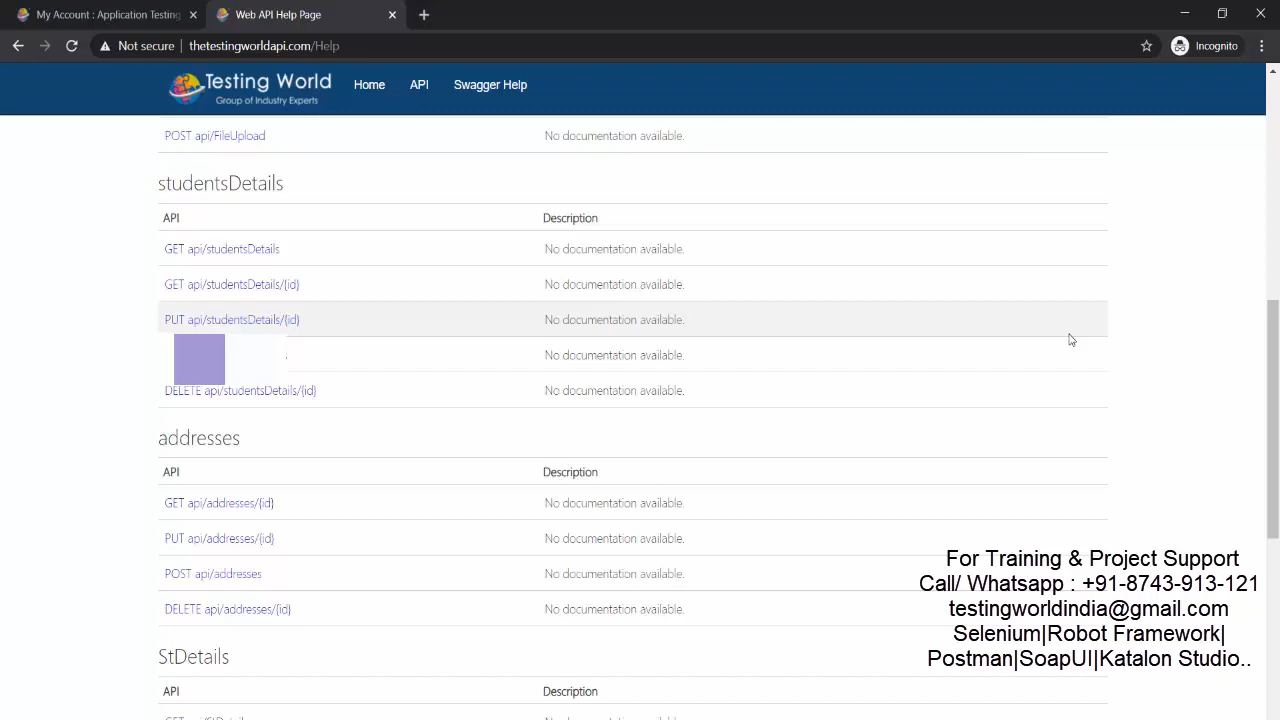 My Account : Application Testing
Web API Help Page
Not secure
thetestingworldapi.com/Help
Incognito
Testing World
Group of Industry Experts
Home
API
Swagger Help
POST api/FileUpload
No documentation available.
studentsDetails
API
Description
GET api/studentsDetails
No documentation available.
GET api/studentsDetails/{id}
No documentation available.
PUT api/studentsDetails/{id}
No documentation available.
No documentation available.
DELETE api/studentsDetails/{id}
No documentation available.
addresses
API
Description
GET api/addresses/{id}
No documentation available.
PUT api/addresses/{id}
No documentation available.
POST api/addresses
No documentation available.
DELETE api/addresses/{id}
No documentation available.
For Training & Project Support
Call/ Whatsapp : +91-8743-913-121
testingworldindia@gmail.com
Selenium|Robot Framework|
Postman|SoapUI|Katalon Studio..
StDetails
API
Description